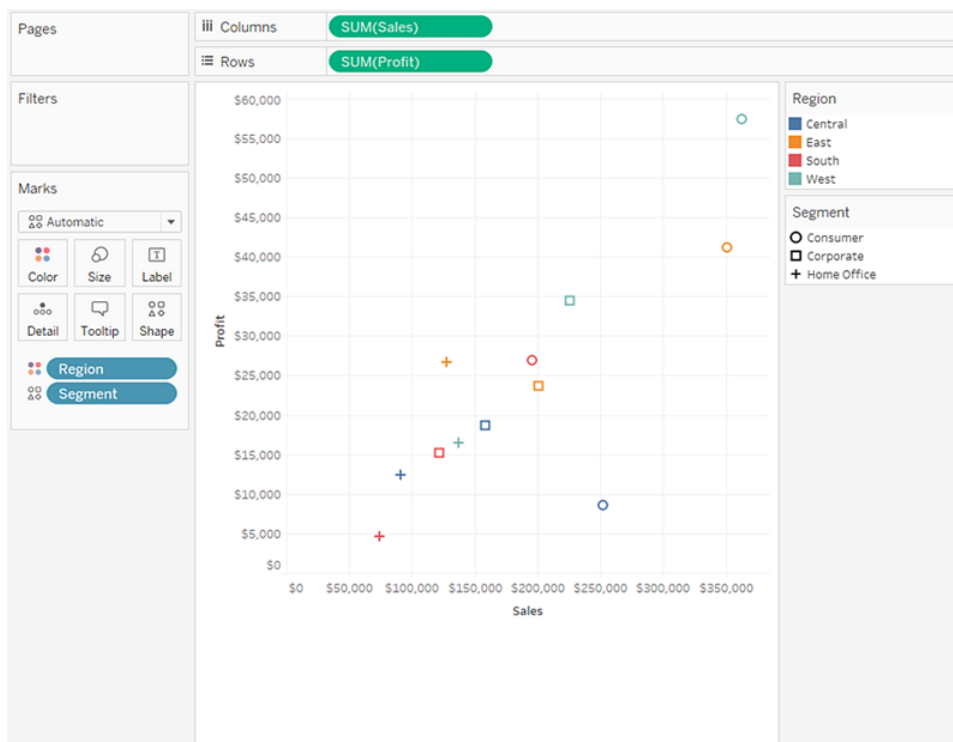 Pages
Columns SUM(Sales)
Rows SUM(Profit)
Filters
Marks
Automatic
Color Size Label
Detail Tooltip Shape
Region
Segment
$60,000
$55,000
$50,000
$45,000
$40,000
$35,000
$30,000
$25,000
$20,000
$15,000
$10,000
$5,000
$0
Profit
$0 $50,000 $100,000 $150,000 $200,000 $250,000 $300,000 $350,000
Sales
Region
Central
East
South
West
Segment
Consumer
Corporate
Home Office